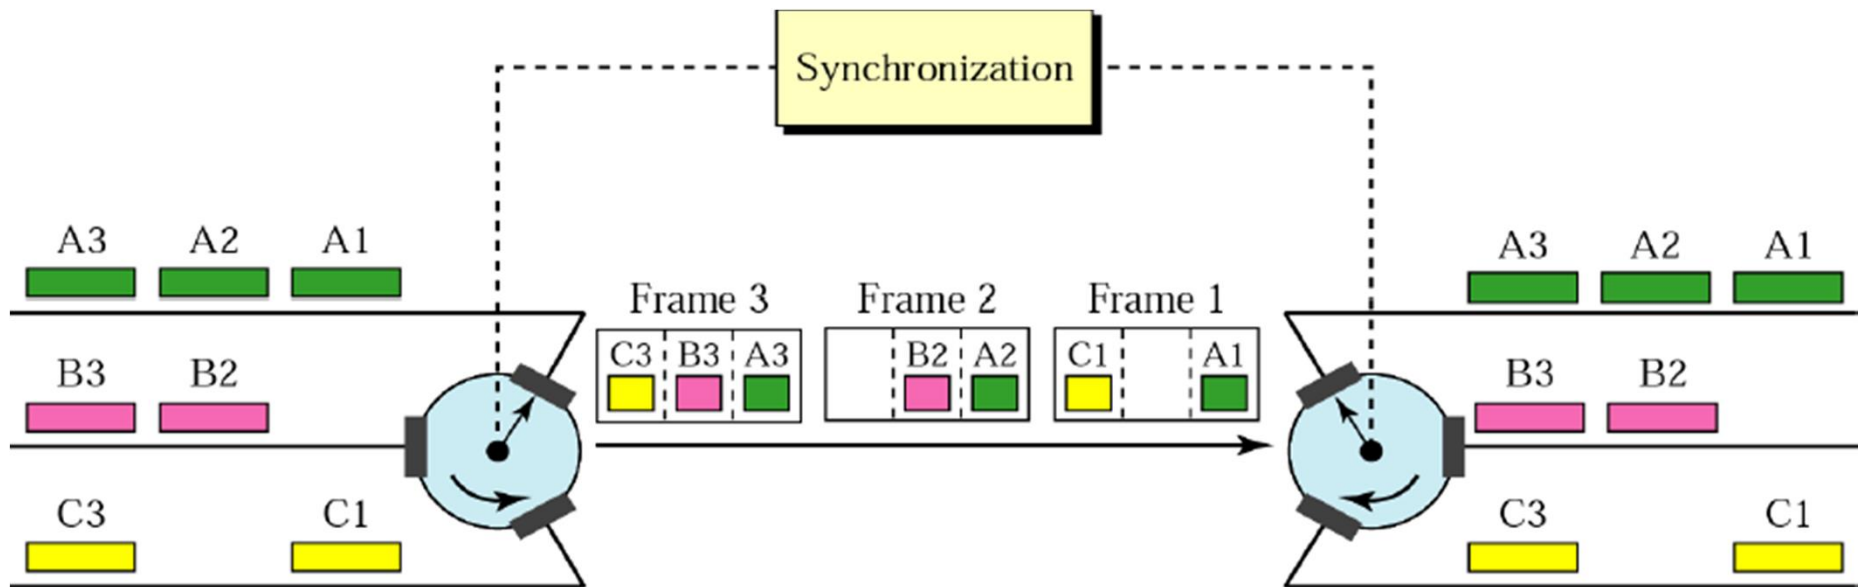 Synchronization
A3 A2 A1
A3 A2 A1
Frame 3 Frame 2 Frame 1
C3 B3 A3
B2 A2
C1 A1
B3 B2
B3 B2
C3 C1
C3 C1